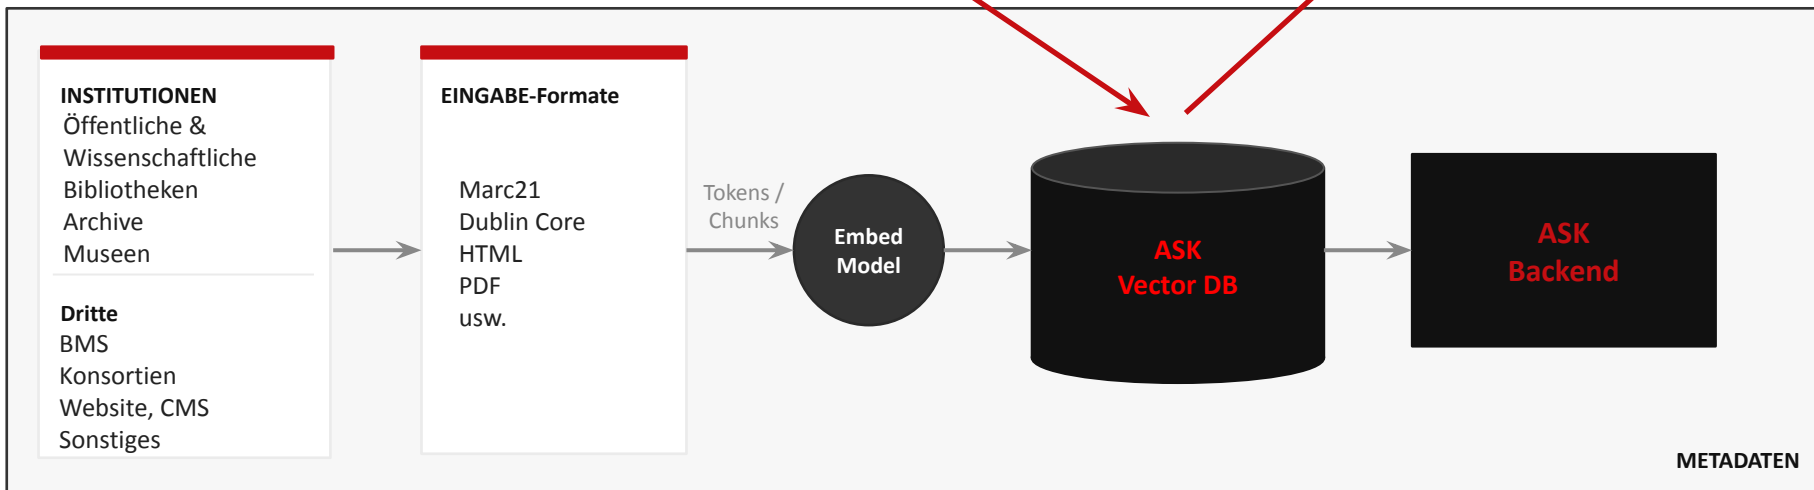 INSTITUTIONEN
Öffentliche &
Wissenschaftliche
Bibliotheken
Archive
Museen
Dritte
BMS
Konsortien
Website, CMS
Sonstiges
EINGABE-Formate
Marc21
Dublin Core
HTML
PDF
usw.
Tokens /
Chunks
Embed
Model
ASK
Vector DB
ASK
Backend
METADATEN